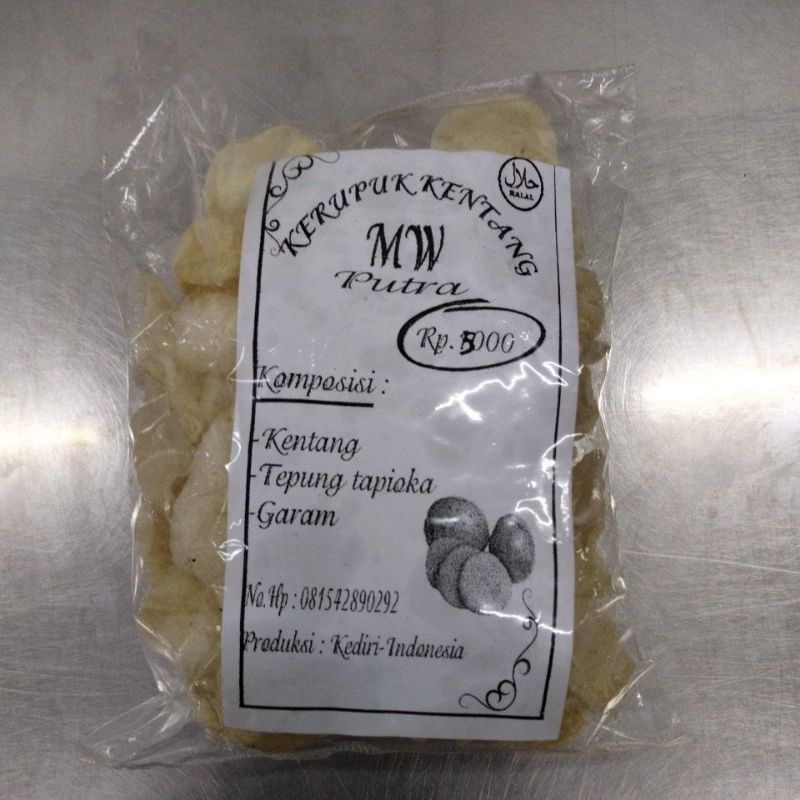 KERUPUK KENTANG
حلال
HALAL
MW
Putra
Rp. 5000
Komposisi :
-Kentang
-Tepung tapioka
-Garam
No.Hp : 081542890292
Produksi : Kediri-Indonesia